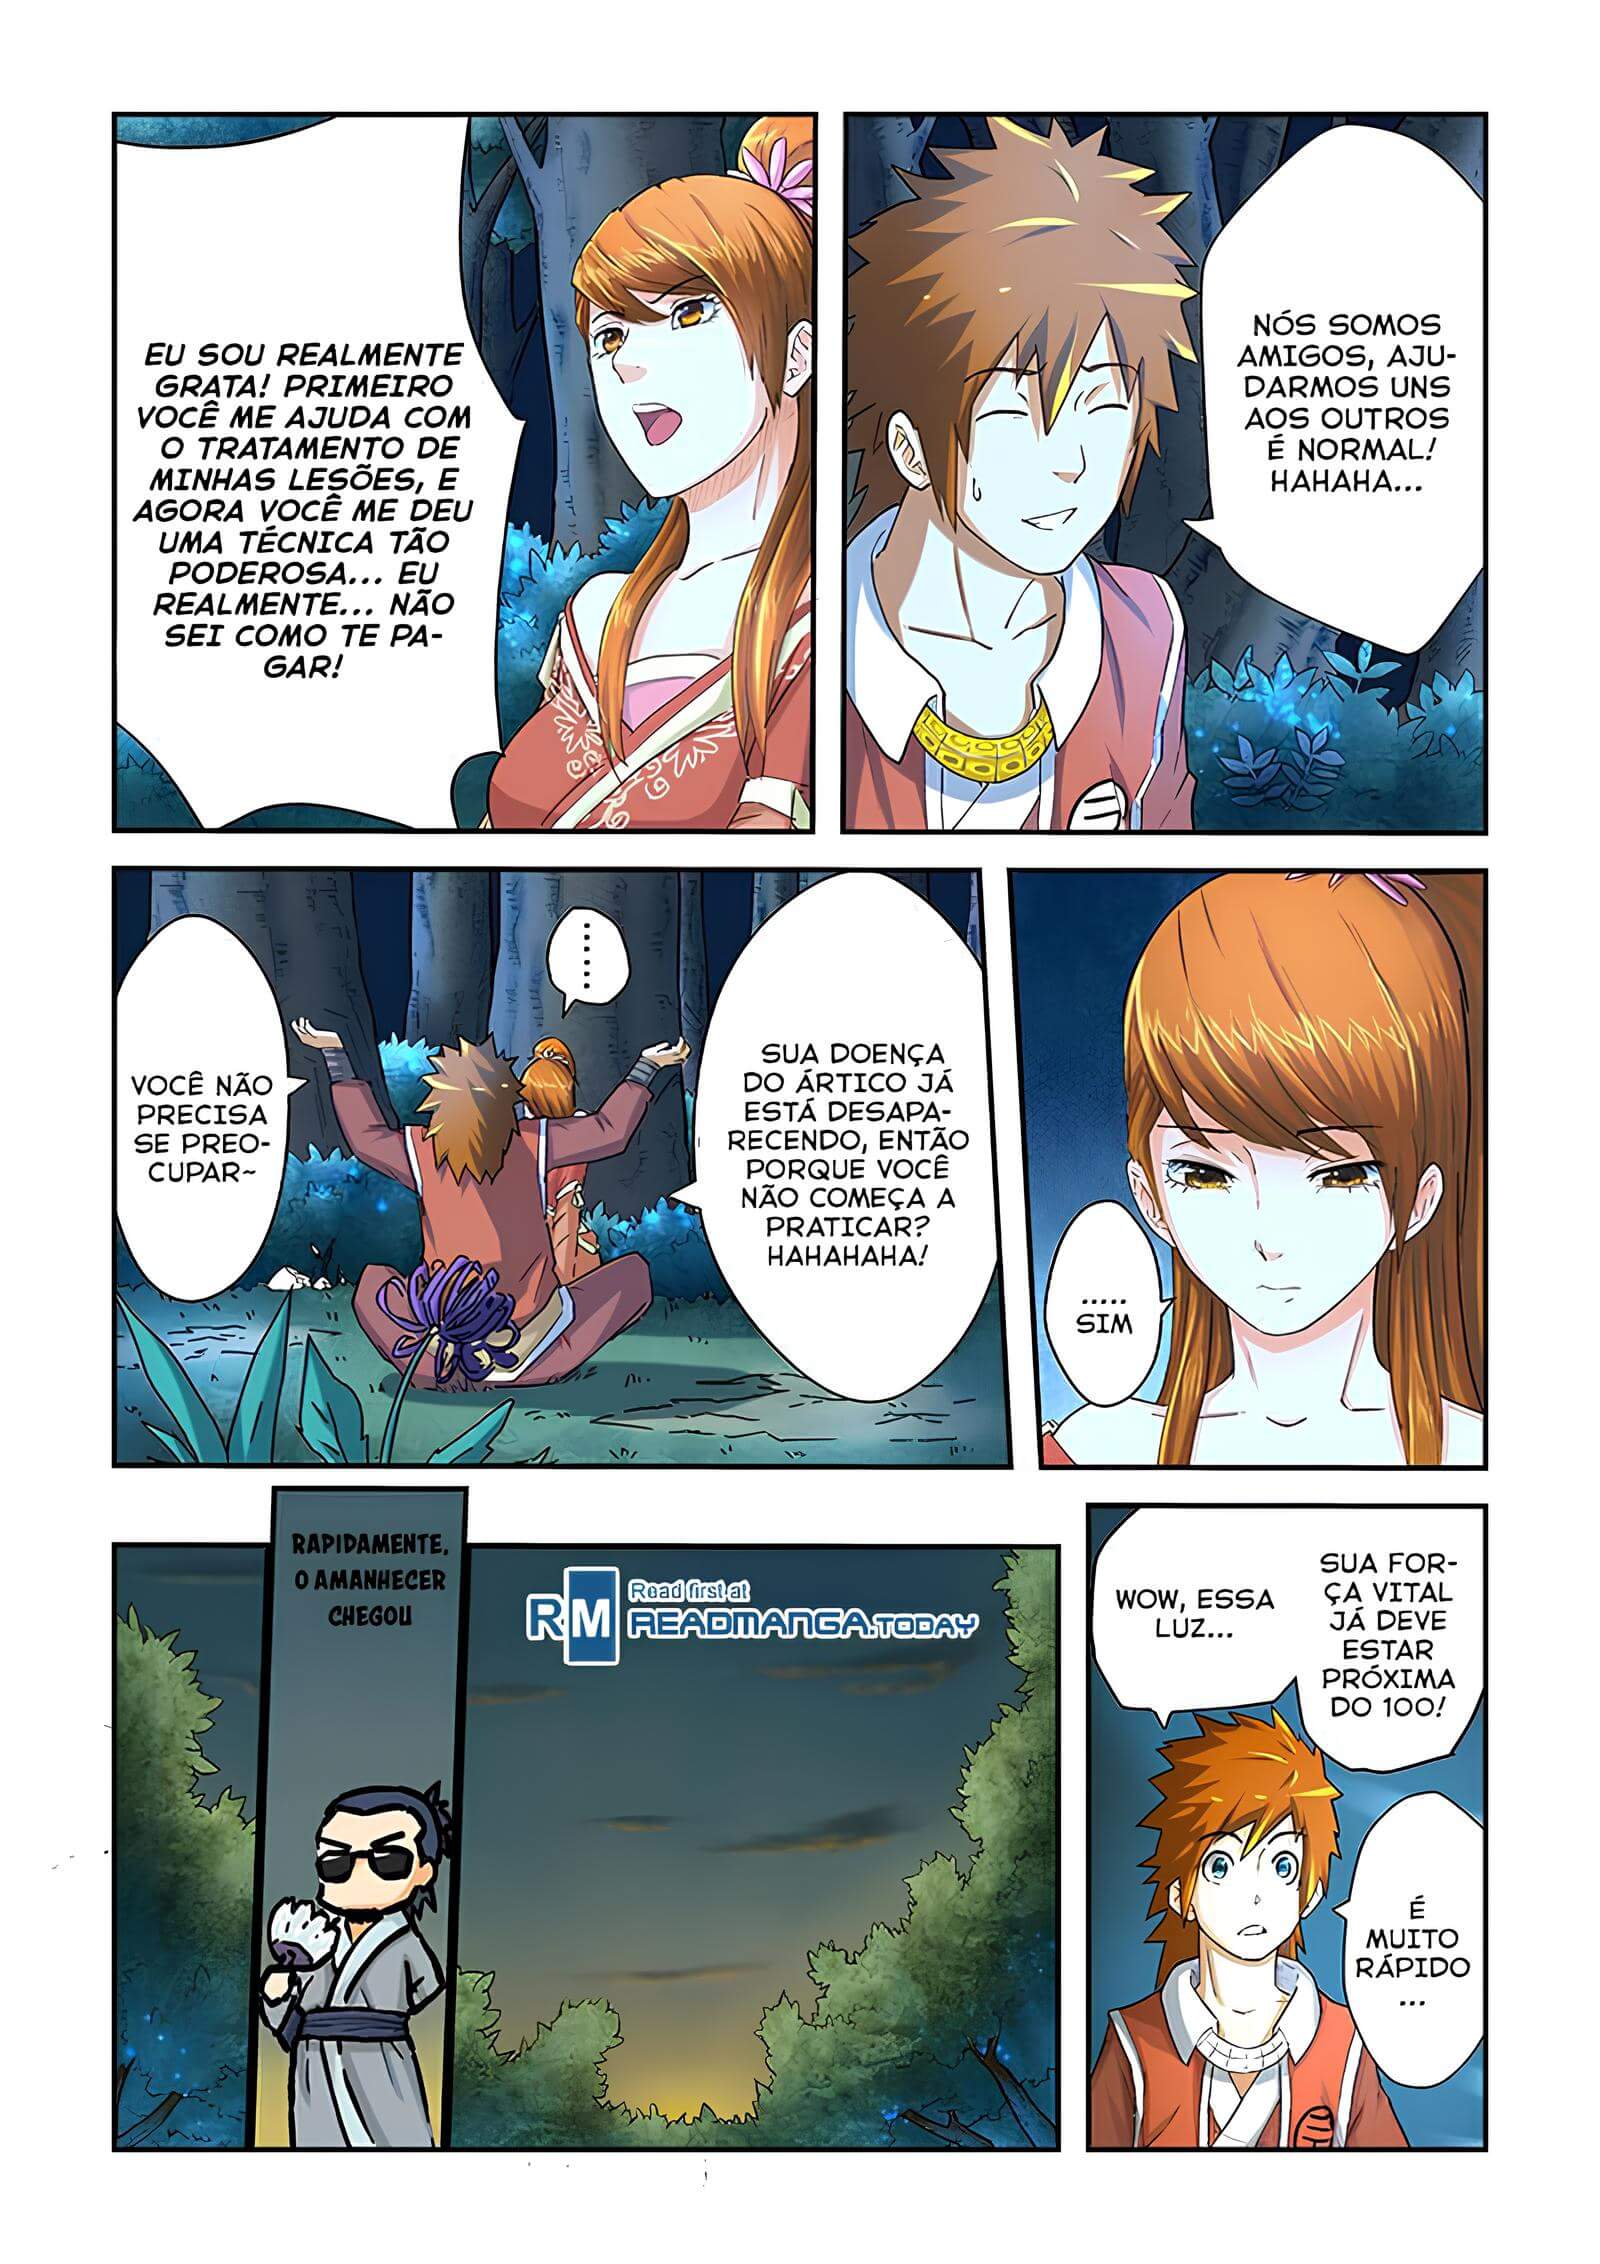 EU SOU REALMENTE
GRATA! PRIMEIRO
VOCÊ ME AJUDA COM
O TRATAMENTO DE
MINHAS LESÕES, E
AGORA VOCÊ ME DEU
UMA TÉCNICA TÃO
PODEROSA... EU
REALMENTE... NÃO
SEI COMO TE PA-
GAR!
NÓS SOMOS
AMIGOS, AJU-
DARMOS UNS
AOS OUTROS
É NORMAL!
HAHAHA...
VOCÊ NÃO
PRECISA
SE PREO-
CUPAR~
.......
SUA DOENÇA
DO ÁRTICO JÁ
ESTÁ DESAPA-
RECENDO, ENTÃO
PORQUE VOCÊ
NÃO COMEÇA A
PRATICAR?
HAHAHAHA!
.....
SIM
RAPIDAMENTE,
O AMANHECER
CHEGOU
RM
Read first at
READMANGA.TODAY
WOW, ESSA
LUZ...
SUA FOR-
ÇA VITAL
JÁ DEVE
ESTAR
PRÓXIMA
DO 100!
É
MUITO
RÁPIDO
...